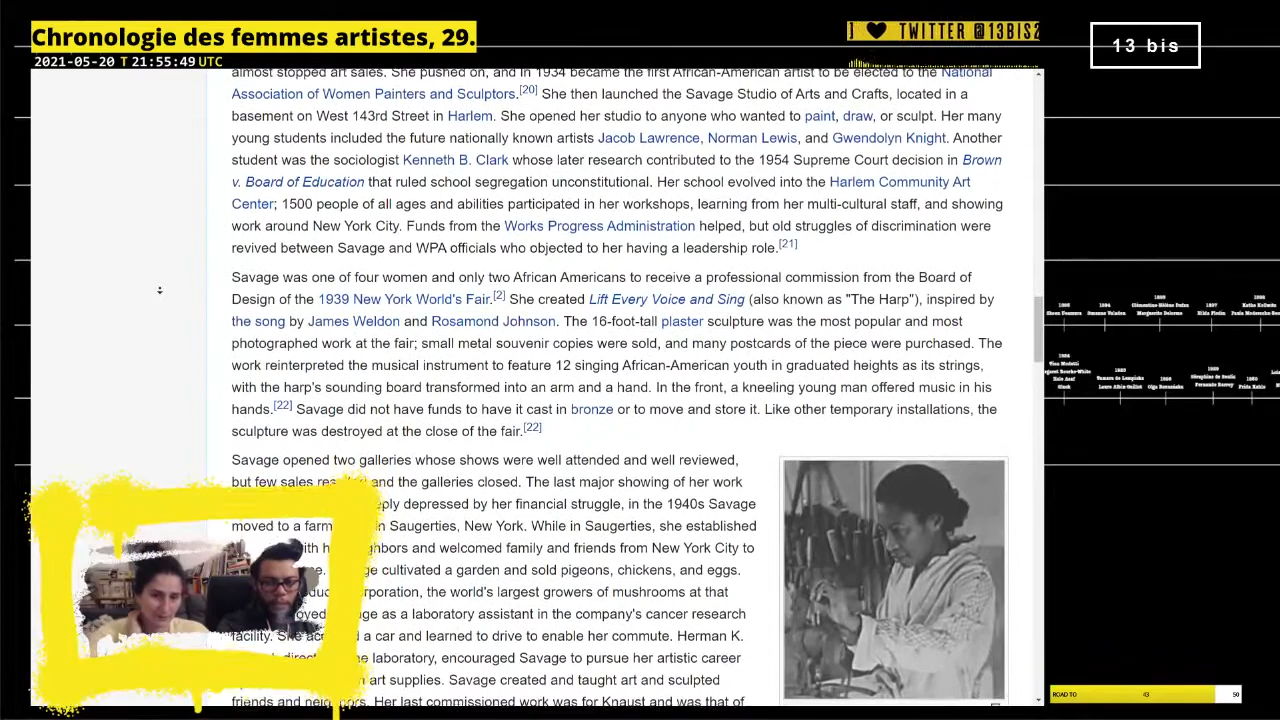 Chronologie des femmes artistes, 29.
2021-05-20 T 21:55:49 UTC
TWITTER @13BIS
13 bis
almost stopped art sales. She pushed on, and in 1934 became the first African-American artist to be elected to the National
Association of Women Painters and Sculptors.[20] She then launched the Savage Studio of Arts and Crafts, located in a
basement on West 143rd Street in Harlem. She opened her studio to anyone who wanted to paint, draw, or sculpt. Her many
young students included the future nationally known artists Jacob Lawrence, Norman Lewis, and Gwendolyn Knight. Another
student was the sociologist Kenneth B. Clark whose later research contributed to the 1954 Supreme Court decision in Brown
v. Board of Education that ruled school segregation unconstitutional. Her school evolved into the Harlem Community Art
Center; 1500 people of all ages and abilities participated in her workshops, learning from her multi-cultural staff, and showing
work around New York City. Funds from the Works Progress Administration helped, but old struggles of discrimination were
revived between Savage and WPA officials who objected to her having a leadership role.[21]
Savage was one of four women and only two African Americans to receive a professional commission from the Board of
Design of the 1939 New York World's Fair.[2] She created Lift Every Voice and Sing (also known as "The Harp"), inspired by
the song by James Weldon and Rosamond Johnson. The 16-foot-tall plaster sculpture was the most popular and most
photographed work at the fair; small metal souvenir copies were sold, and many postcards of the piece were purchased. The
work reinterpreted the musical instrument to feature 12 singing African-American youth in graduated heights as its strings,
with the harp's sounding board transformed into an arm and a hand. In the front, a kneeling young man offered music in his
hands.[22] Savage did not have funds to have it cast in bronze or to move and store it. Like other temporary installations, the
sculpture was destroyed at the close of the fair.[22]
Savage opened two galleries whose shows were well attended and well reviewed,
but few sales and the galleries closed. The last major showing of her work
depressed by her financial struggle, in the 1940s Savage
moved to a farm in Saugerties, New York. While in Saugerties, she established
with and welcomed family and friends from New York City to
cultivated a garden and sold pigeons, chickens, and eggs.
the world's largest growers of mushrooms at that
as a laboratory assistant in the company's cancer research
facility. She a car and learned to drive to enable her commute. Herman K.
laboratory, encouraged Savage to pursue her artistic career
art supplies. Savage created and taught art and sculpted
friends and Her last commissioned work was for Knaust and was that of
ROAD TO
50